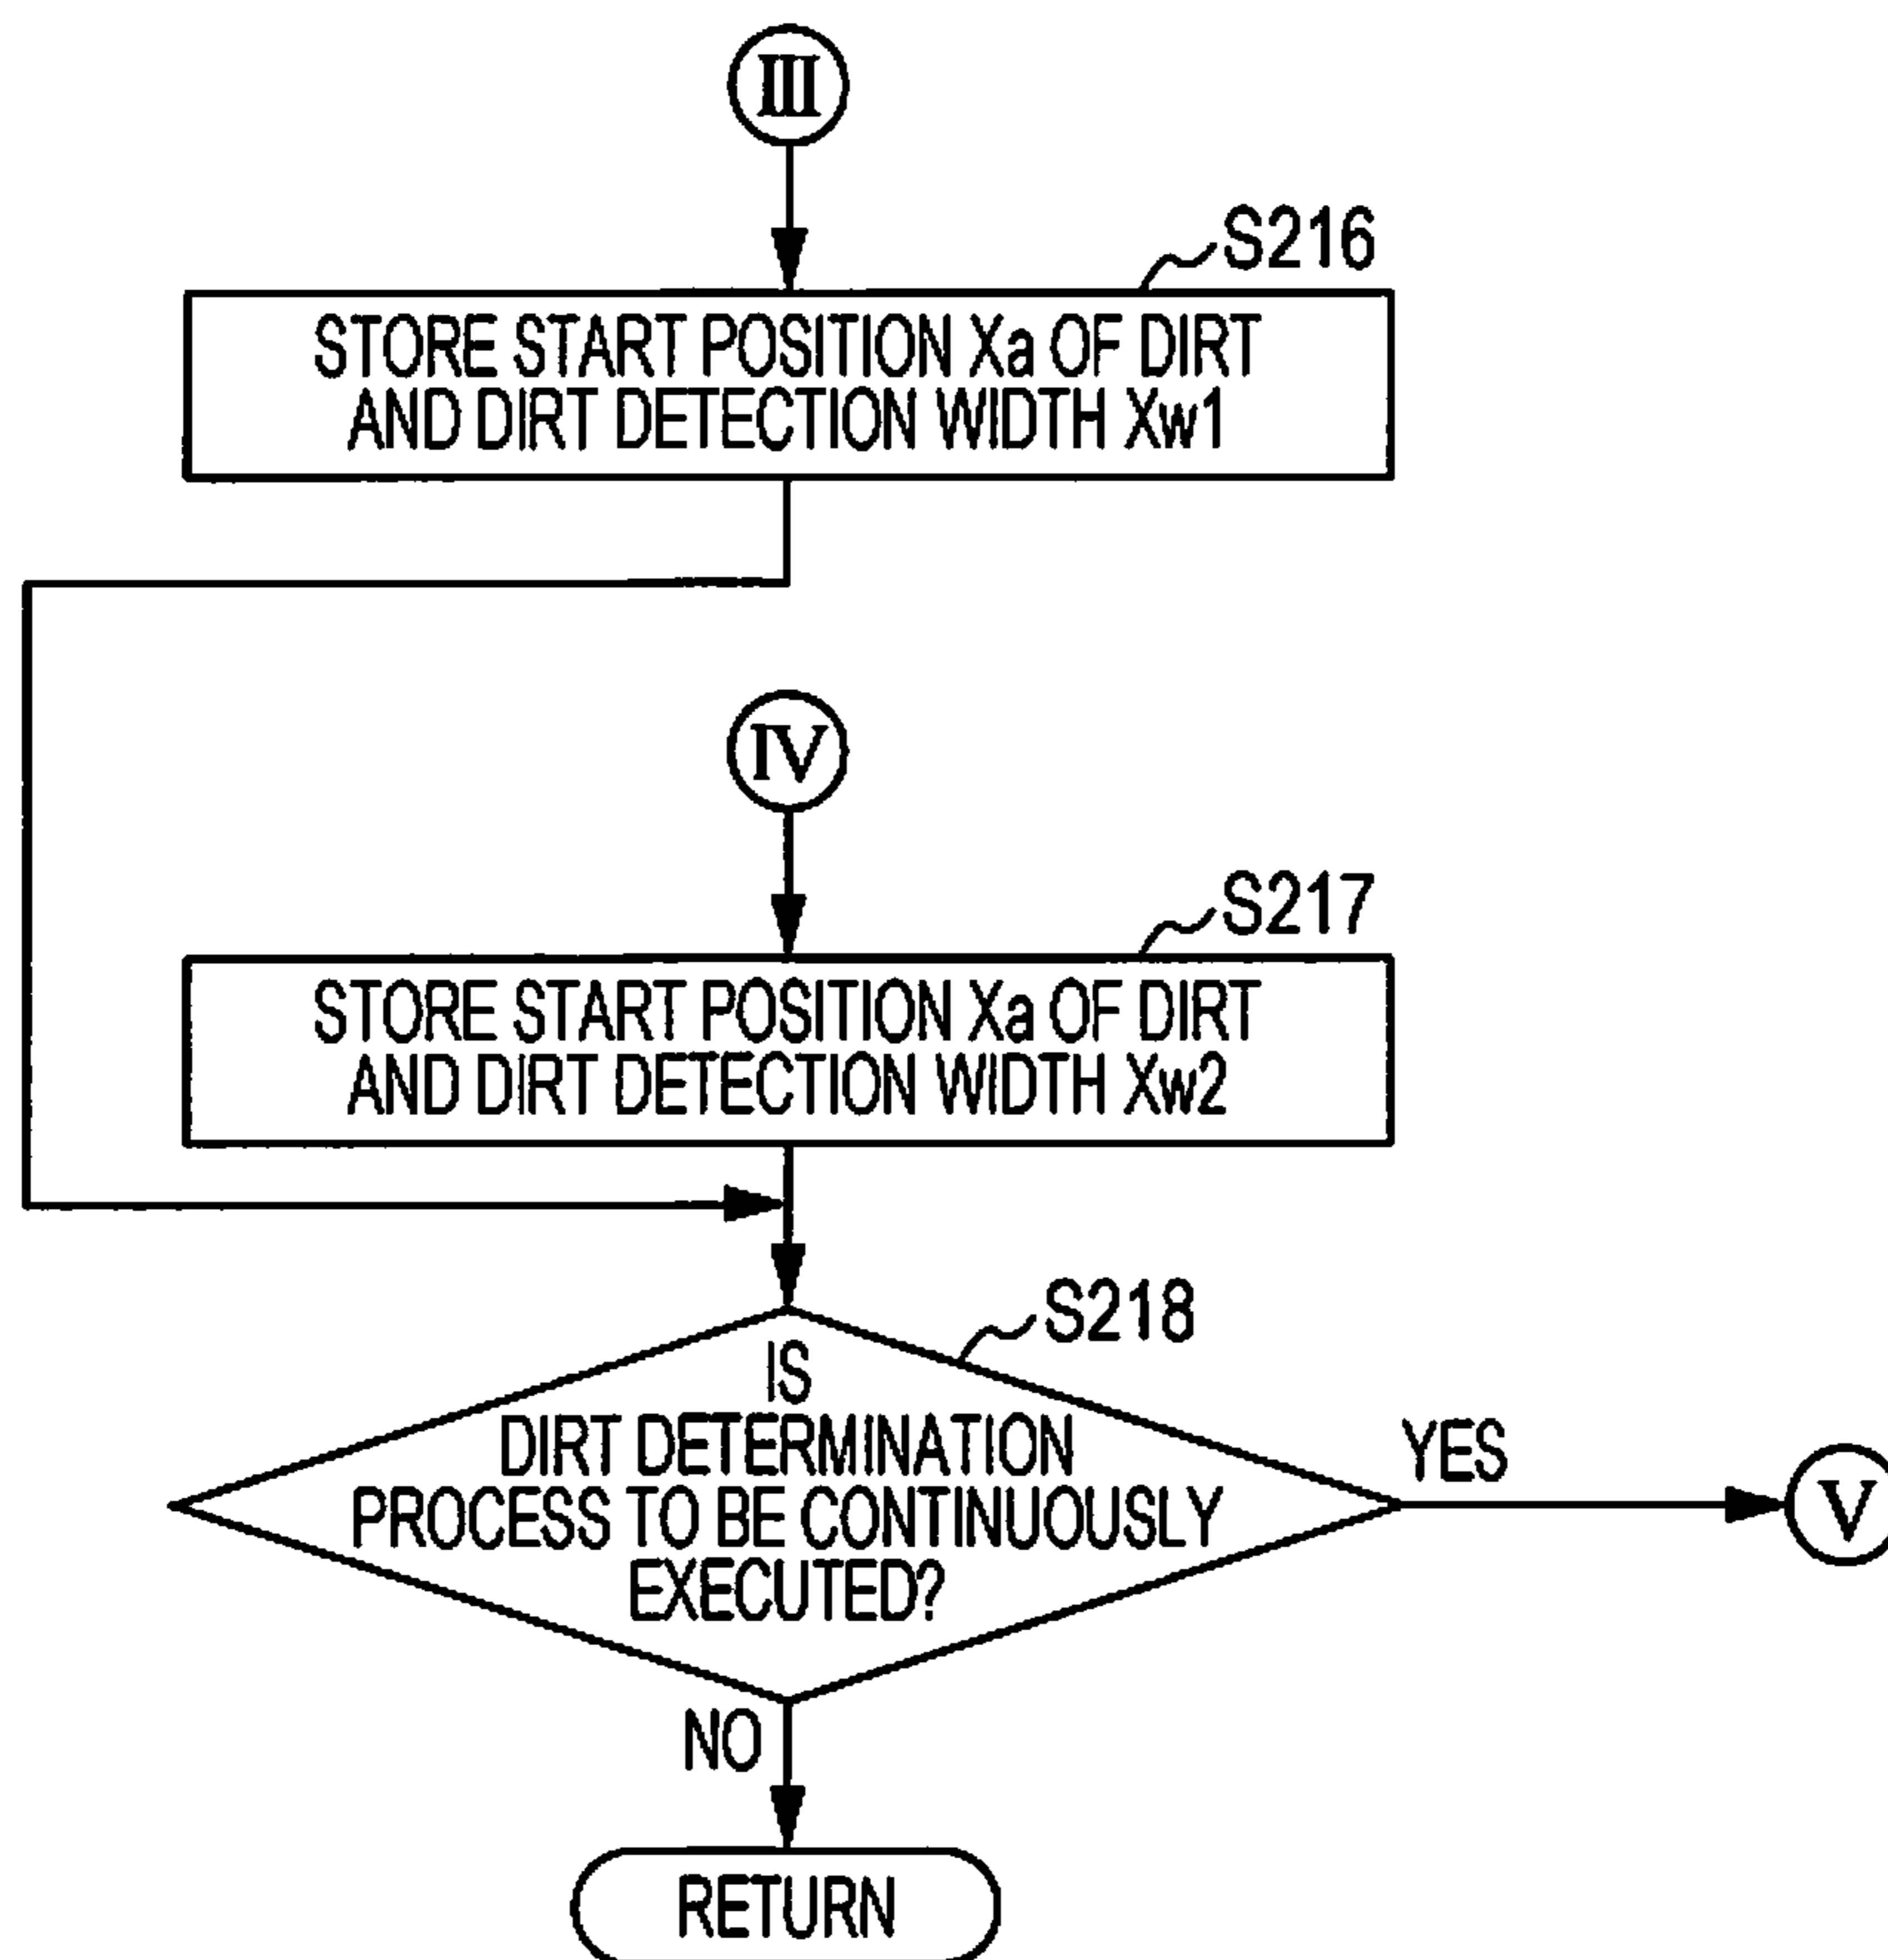 III
S216
STORE START POSITION Xa OF DIRT
AND DIRT DETECTION WIDTH Xw1
IV
S217
STORE START POSITION Xa OF DIRT
AND DIRT DETECTION WIDTH Xw2
S218
IS
DIRT DETERMINATION
PROCESS TO BE CONTINUOUSLY
EXECUTED?
YES
V
NO
RETURN